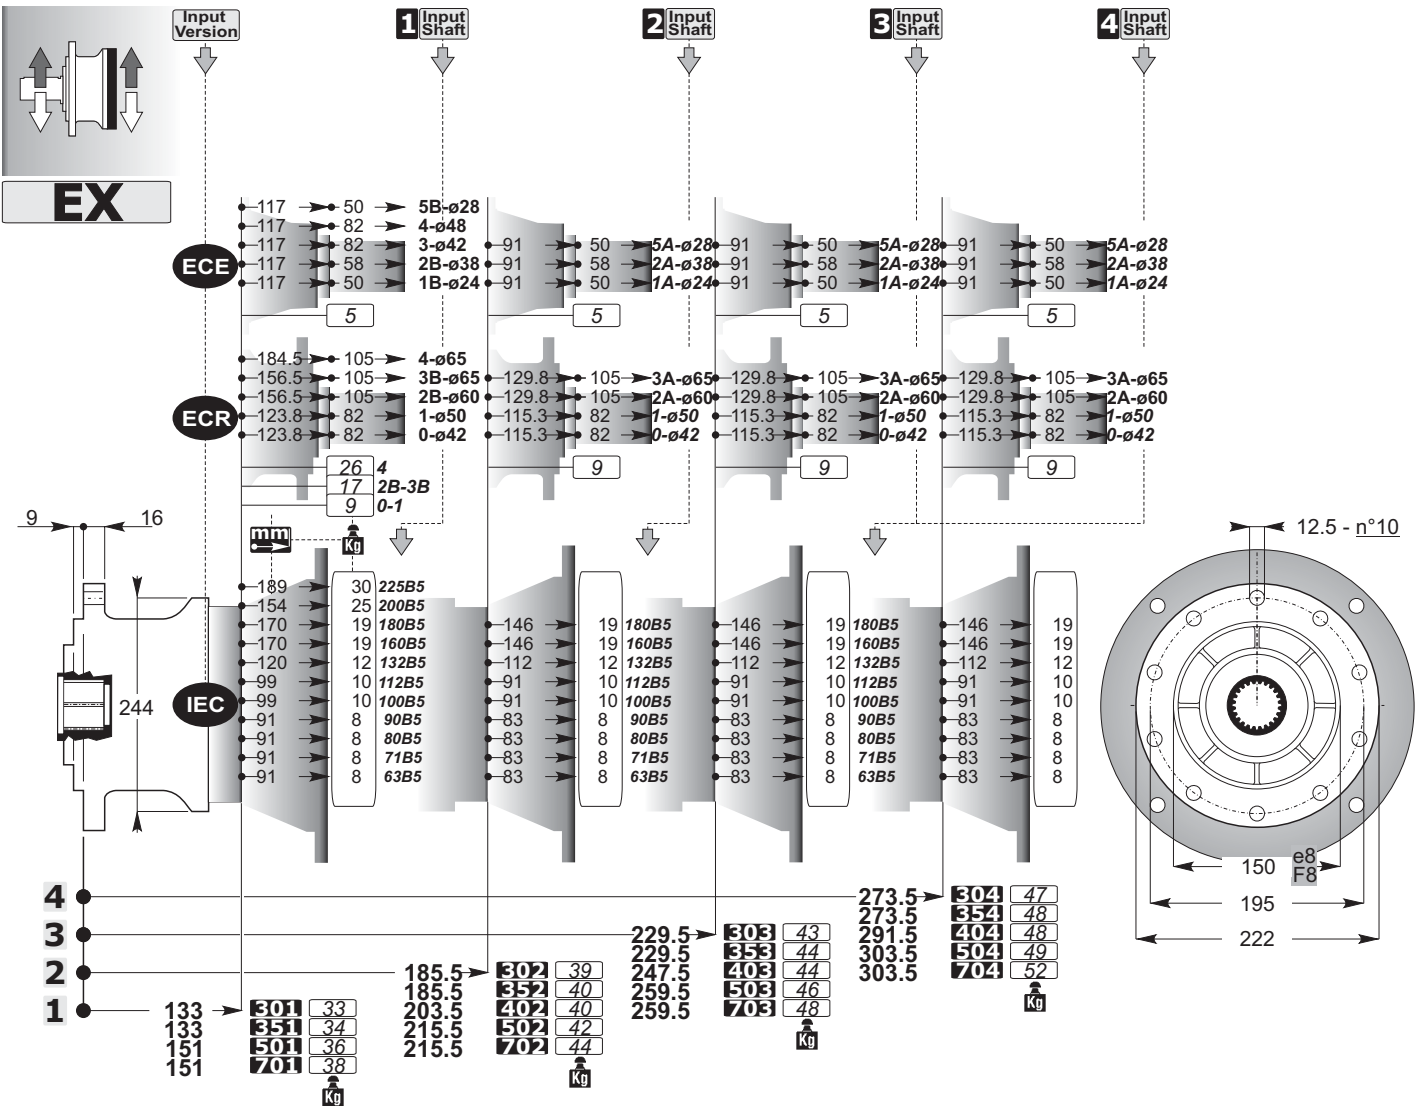 Input Version
1 Input Shaft
2 Input Shaft
3 Input Shaft
4 Input Shaft
EX
117 50 5B-ø28
117 82 4-ø48
ECE
117 82 3-ø42 91 50 5A-ø28 91 50 5A-ø28 91 50 5A-ø28
117 58 2B-ø38 91 58 2A-ø38 91 58 2A-ø38 91 58 2A-ø38
117 50 1B-ø24 91 50 1A-ø24 91 50 1A-ø24 91 50 1A-ø24
5 5 5 5
184.5 105 4-ø65
ECR
156.5 105 3B-ø65 129.8 105 3A-ø65 129.8 105 3A-ø65 129.8 105 3A-ø65
156.5 105 2B-ø60 129.8 105 2A-ø60 129.8 105 2A-ø60 129.8 105 2A-ø60
123.8 82 1-ø50 115.3 82 1-ø50 115.3 82 1-ø50 115.3 82 1-ø50
123.8 82 0-ø42 115.3 82 0-ø42 115.3 82 0-ø42 115.3 82 0-ø42
26 4 9 9 9
17 2B-3B
9 0-1
9 16
mm Kg
12.5 - n°10
189 30 225B5
154 25 200B5
170 19 180B5 146 19 180B5 146 19 180B5 146 19
170 19 160B5 146 19 160B5 146 19 160B5 146 19
120 12 132B5 112 12 132B5 112 12 132B5 112 12
99 10 112B5 91 10 112B5 91 10 112B5 91 10
244 IEC
99 10 100B5 91 10 100B5 91 10 100B5 91 10
91 8 90B5 83 8 90B5 83 8 90B5 83 8
91 8 80B5 83 8 80B5 83 8 80B5 83 8
91 8 71B5 83 8 71B5 83 8 71B5 83 8
91 8 63B5 83 8 63B5 83 8 63B5 83 8
150 e8 F8
195
222
4
273.5 304 47
273.5 354 48
291.5 404 48
303.5 504 49
303.5 704 52
Kg
3
229.5 303 43
229.5 353 44
247.5 403 44
259.5 503 46
259.5 703 48
Kg
2
185.5 302 39
185.5 352 40
203.5 402 40
215.5 502 42
215.5 702 44
Kg
1
133 301 33
133 351 34
151 501 36
151 701 38
Kg